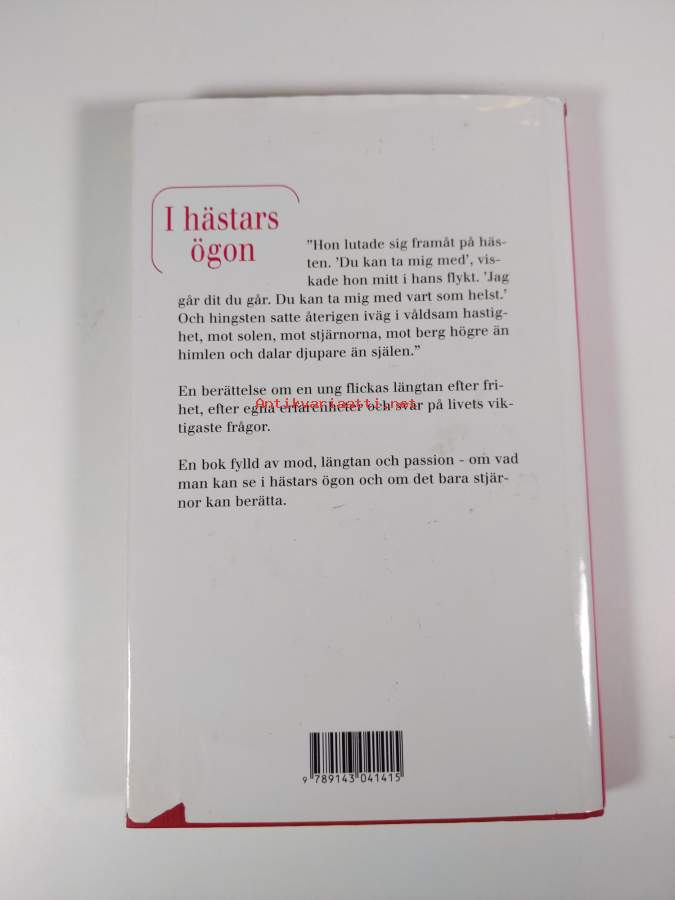 I hästars
ögon
”Hon lutade sig framåt på häs-
ten. ’Du kan ta mig med’, vis-
kade hon mitt i hans flykt. ’Jag
går dit du går. Du kan ta mig med vart som helst.’
Och hingsten satte återigen iväg i våldsam hastig-
het, mot solen, mot stjärnorna, mot berg högre än
himlen och dalar djupare än själen.”
En berättelse om en ung flickas längtan efter fri-
het, efter egna erfarenheter och svar på livets vik-
Antikvariaatti.net
tigaste frågor.
En bok fylld av mod, längtan och passion - om vad
man kan se i hästars ögon och om det bara stjär-
nor kan berätta.
9 789143 041415